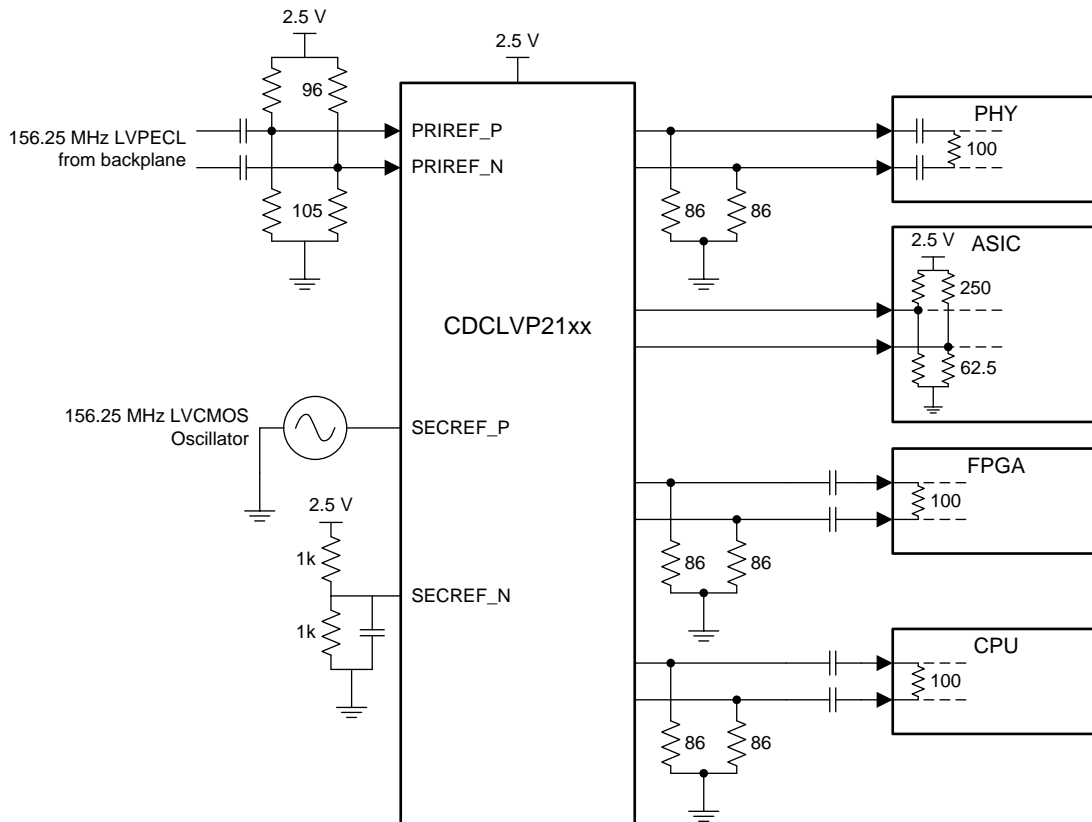 2.5 V
2.5 V
96
PHY
156.25 MHz LVPECL
from backplane
PRIREF_P
PRIREF_N
100
105
86
86
ASIC
2.5 V
250
CDCLVP21xx
62.5
156.25 MHz LVCMOS
Oscillator
SECREF_P
FPGA
100
2.5 V
1k
86
86
SECREF_N
1k
CPU
100
86
86